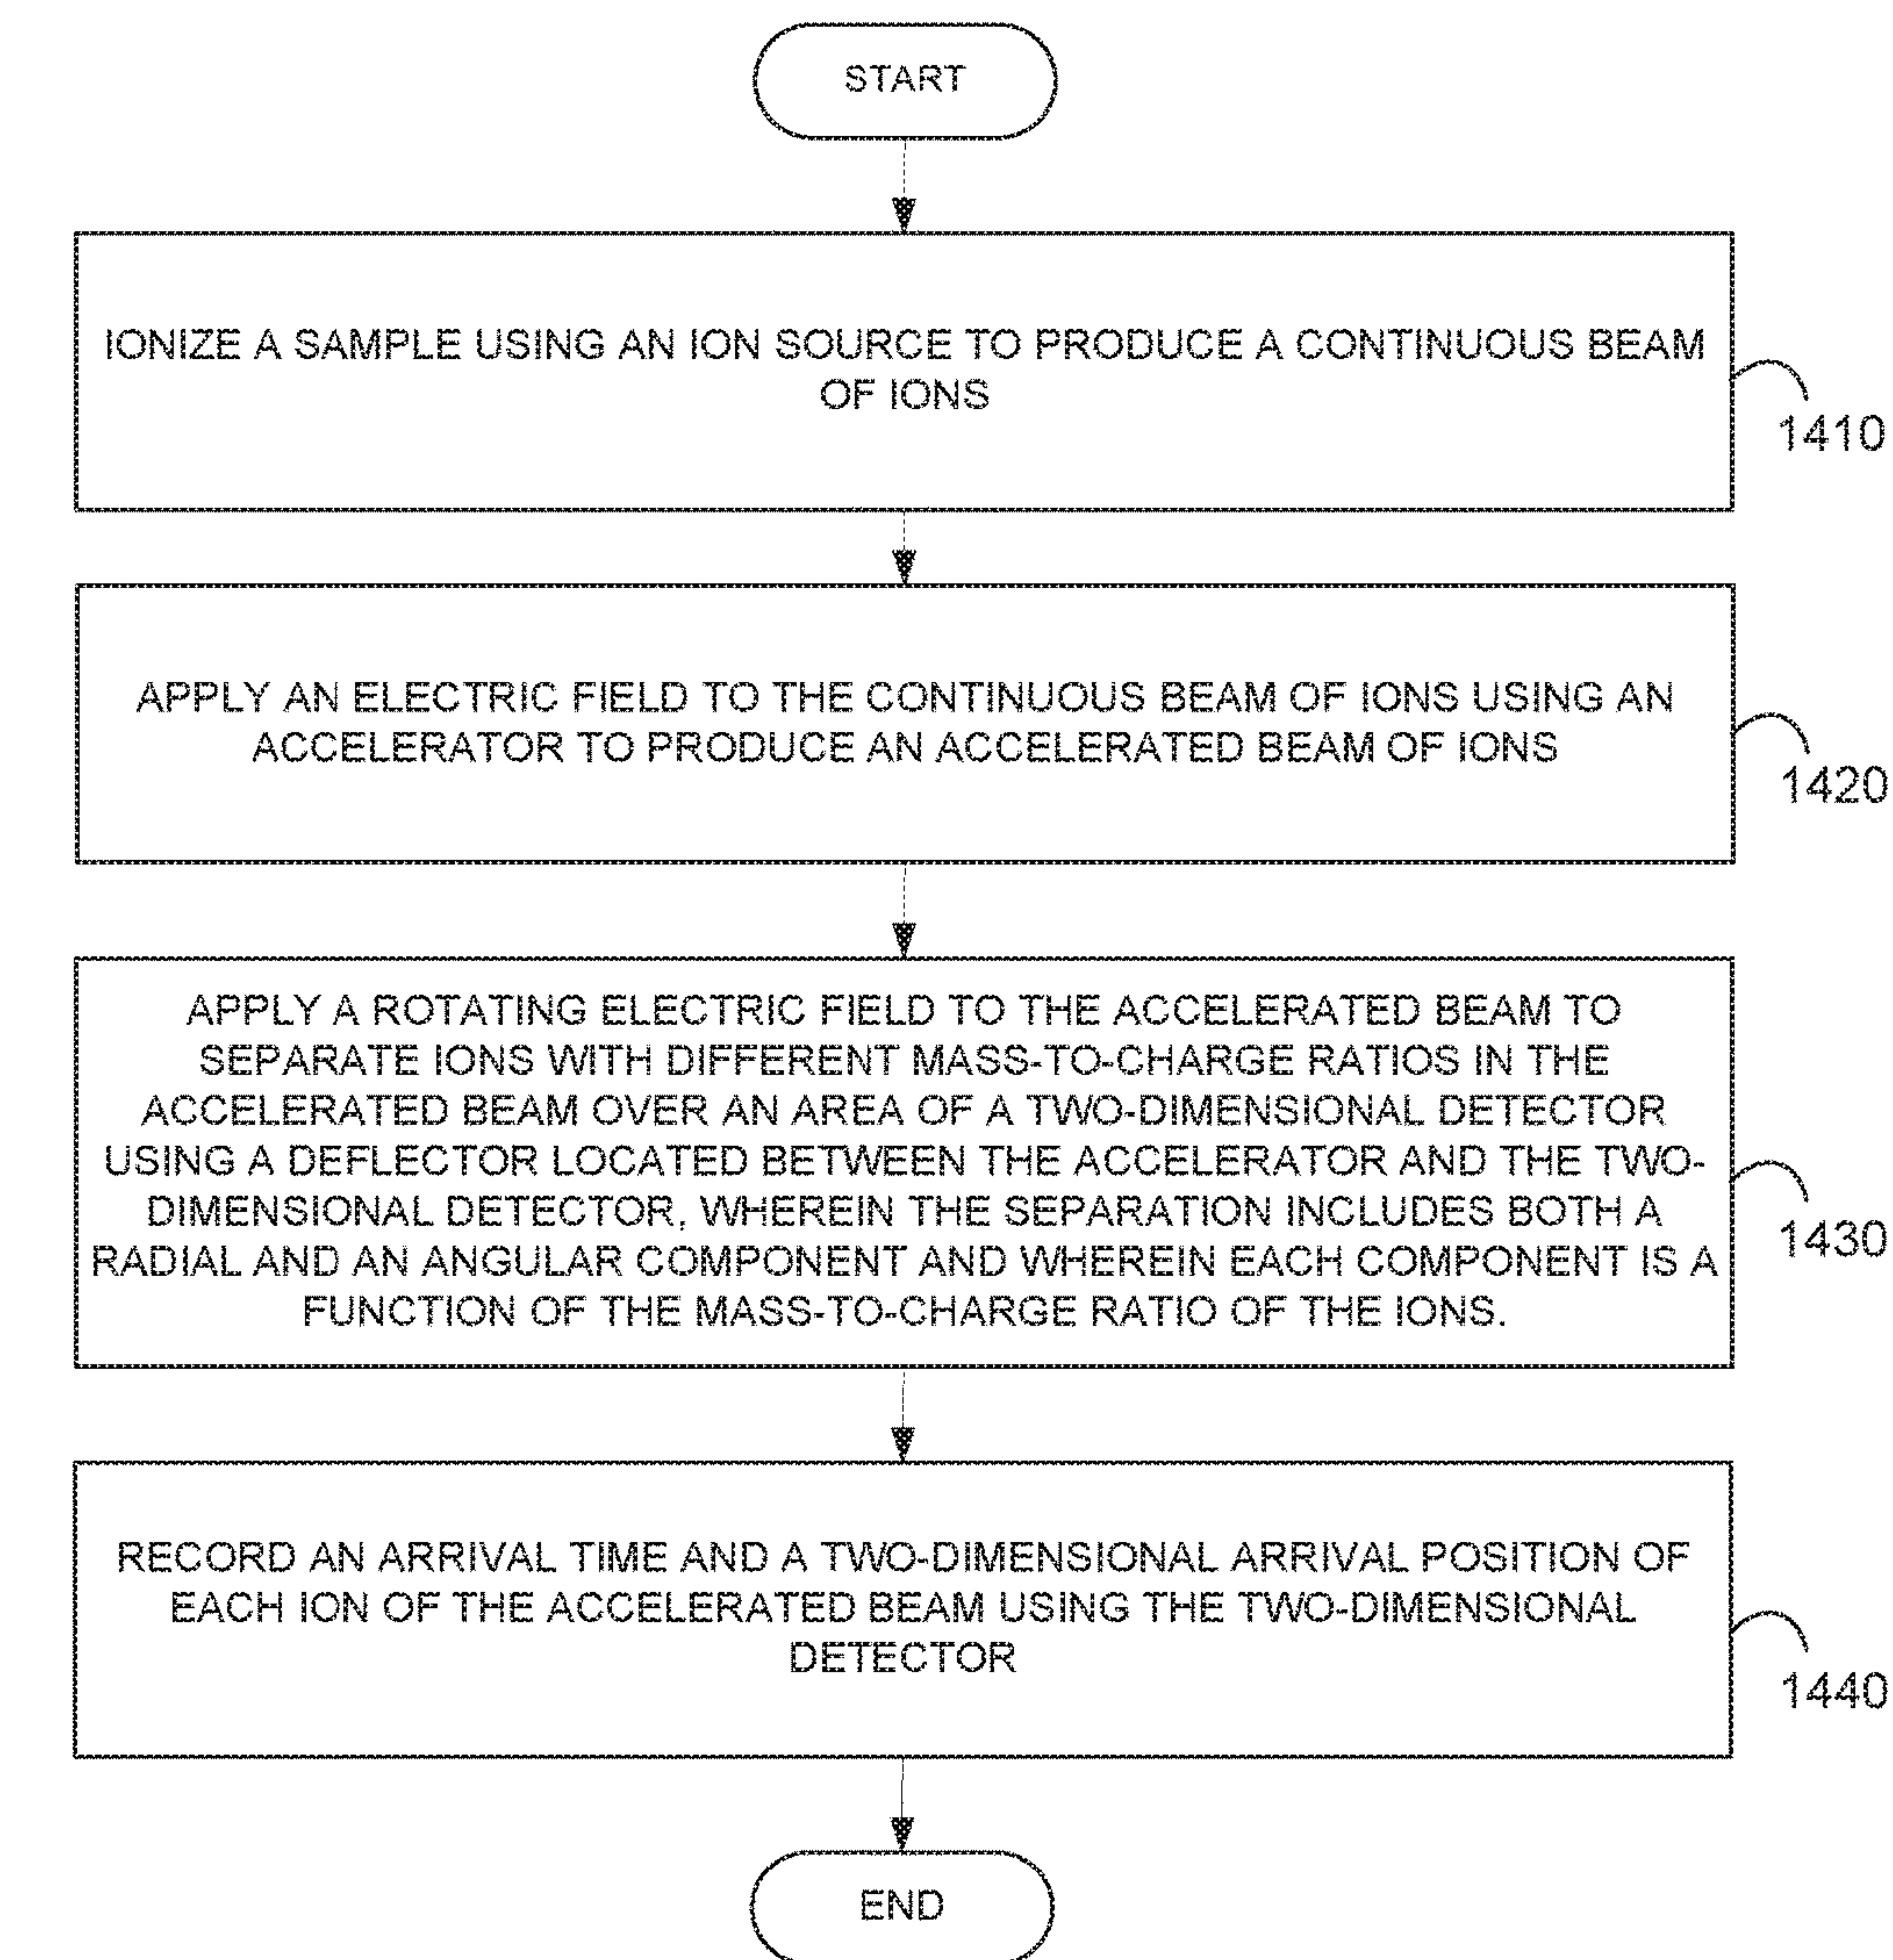 START
IONIZE A SAMPLE USING AN ION SOURCE TO PRODUCE A CONTINUOUS BEAM
OF IONS
1410
APPLY AN ELECTRIC FIELD TO THE CONTINUOUS BEAM OF IONS USING AN
ACCELERATOR TO PRODUCE AN ACCELERATED BEAM OF IONS
1420
APPLY A ROTATING ELECTRIC FIELD TO THE ACCELERATED BEAM TO
SEPARATE IONS WITH DIFFERENT MASS-TO-CHARGE RATIOS IN THE
ACCELERATED BEAM OVER AN AREA OF A TWO-DIMENSIONAL DETECTOR
USING A DEFLECTOR LOCATED BETWEEN THE ACCELERATOR AND THE TWO-
DIMENSIONAL DETECTOR, WHEREIN THE SEPARATION INCLUDES BOTH A
RADIAL AND AN ANGULAR COMPONENT AND WHEREIN EACH COMPONENT IS A
FUNCTION OF THE MASS-TO-CHARGE RATIO OF THE IONS.
1430
RECORD AN ARRIVAL TIME AND A TWO-DIMENSIONAL ARRIVAL POSITION OF
EACH ION OF THE ACCELERATED BEAM USING THE TWO-DIMENSIONAL
DETECTOR
1440
END